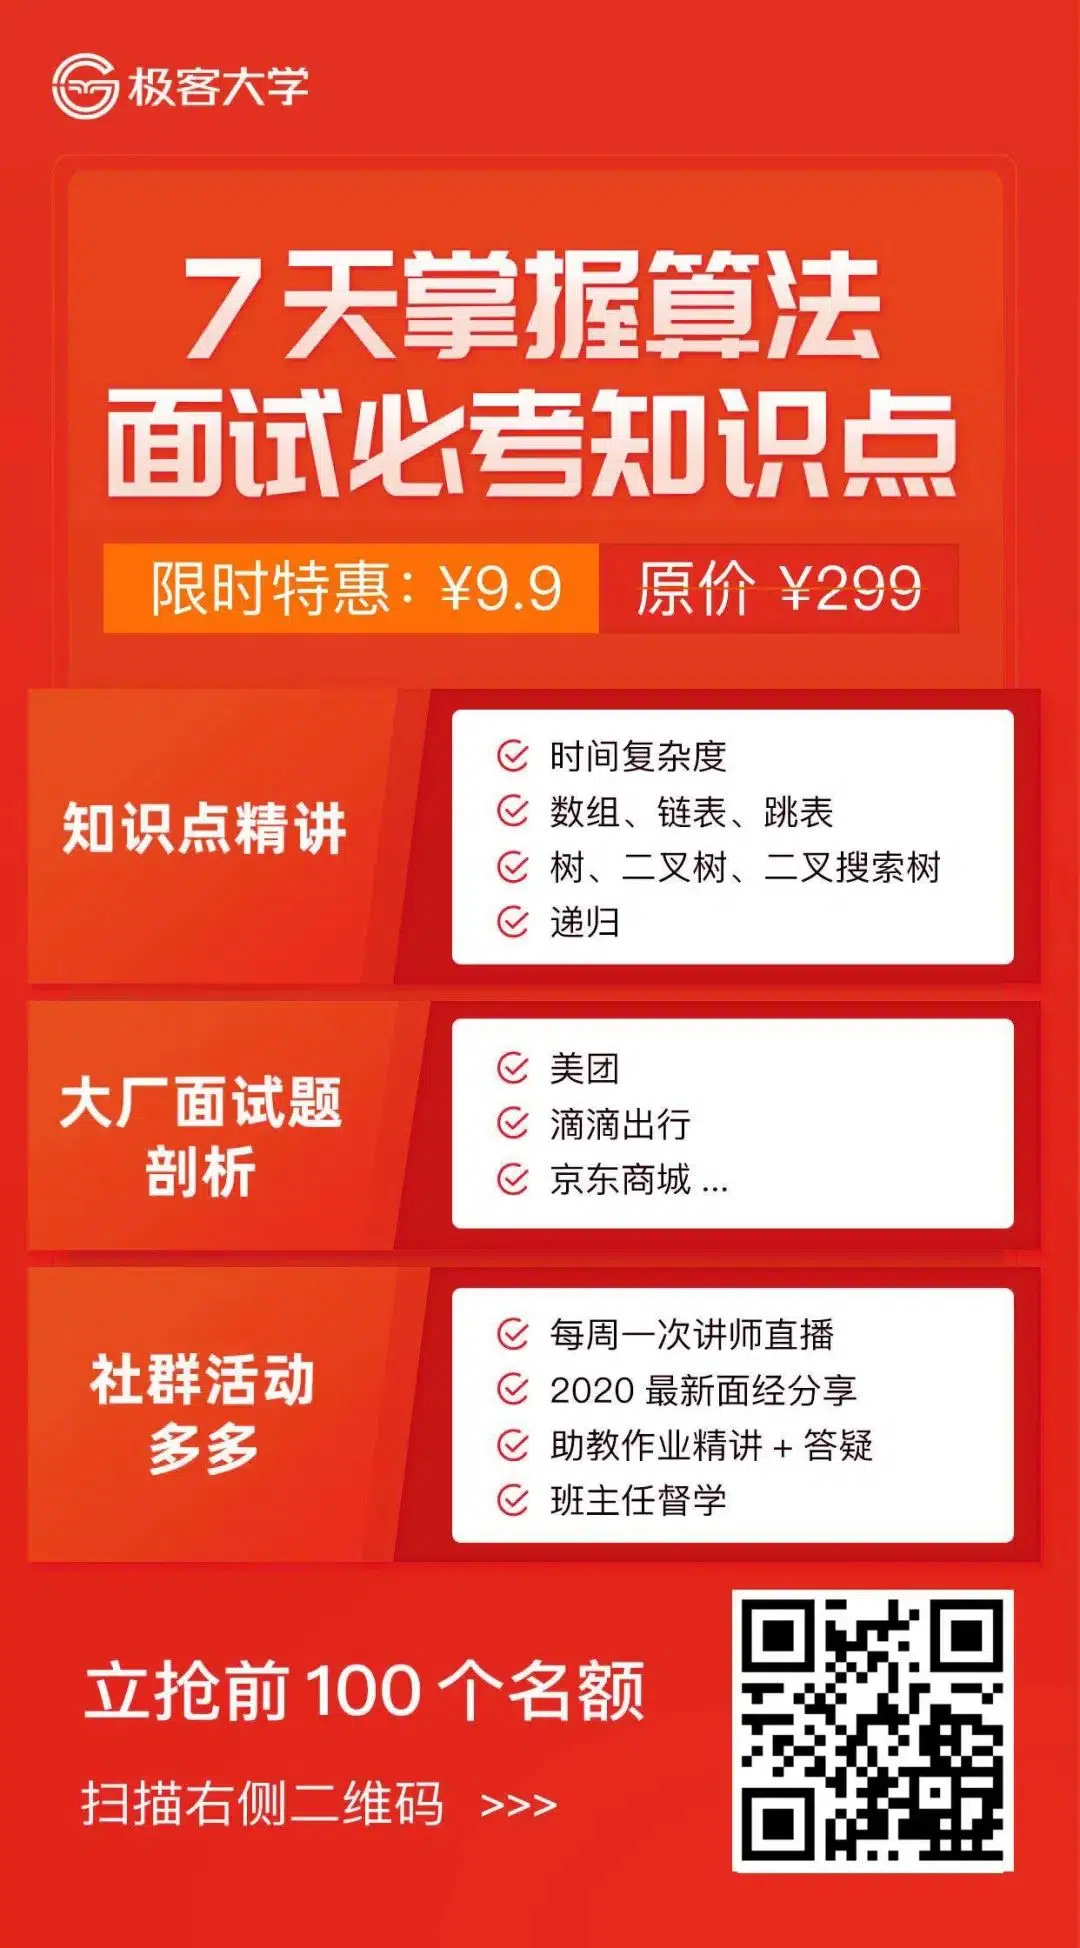 极客大学
7天掌握算法
面试必考知识点
限时特惠：¥9.9 原价 ¥299
知识点精讲
时间复杂度
数组、链表、跳表
树、二叉树、二叉搜索树
递归
大厂面试题
剖析
美团
滴滴出行
京东商城 ...
社群活动
多多
每周一次讲师直播
2020 最新面经分享
助教作业精讲 + 答疑
班主任督学
立抢前 100 个名额
扫描右侧二维码 >>>